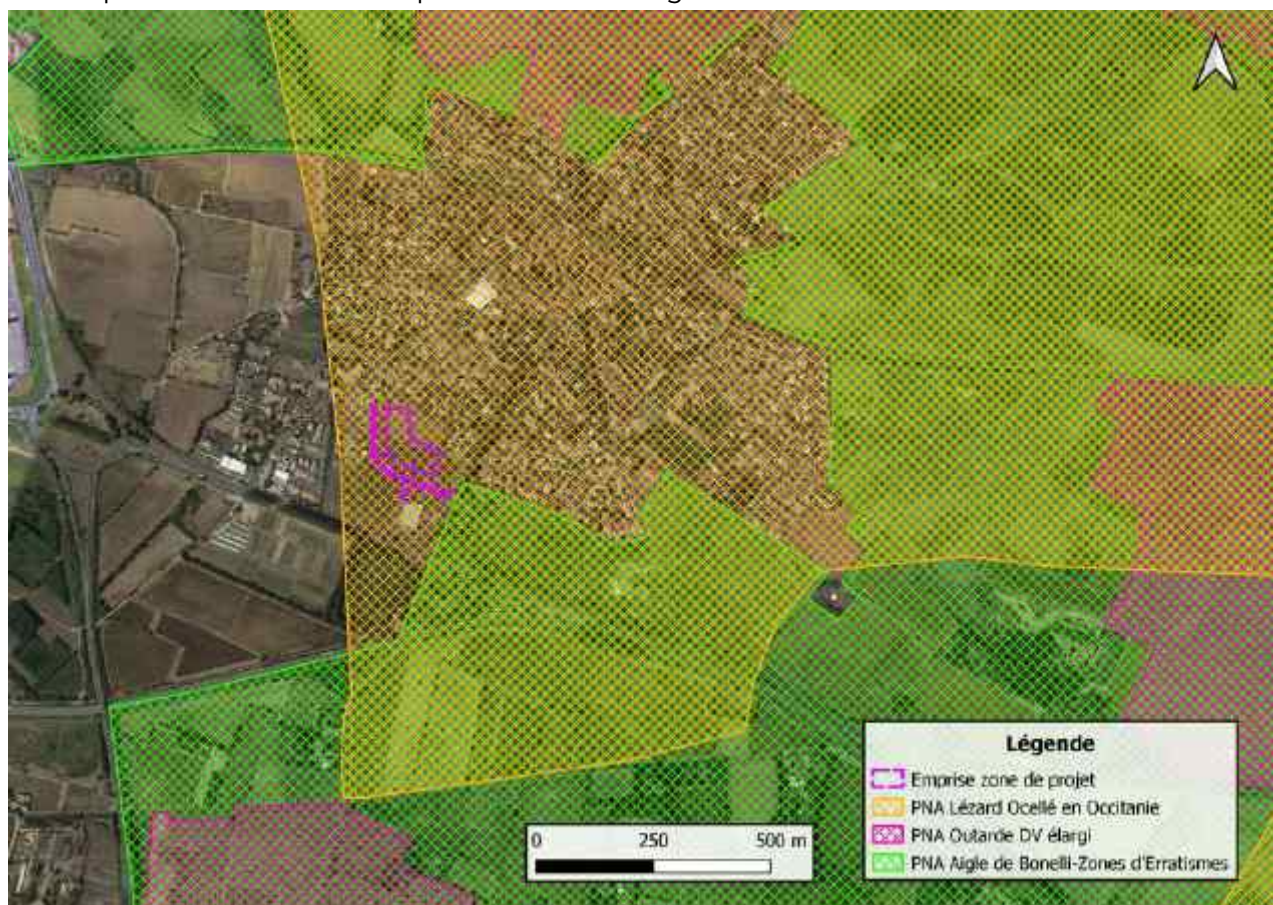 Légende
Emprise zone de projet
PNA Lézard Ocellé en Occitanie
PNA Outarde DV élargi
PNA Aigle de Bonelli-Zones d'Erratismes
0 250 500 m